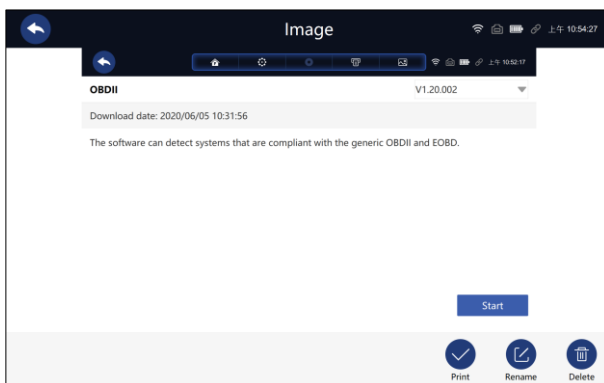 Image
上午 10:54:27
上午 10:52:17
OBDII
V1.20.002
Download date: 2020/06/05 10:31:56
The software can detect systems that are compliant with the generic OBDII and EOBD.
Start
Print
Rename
Delete